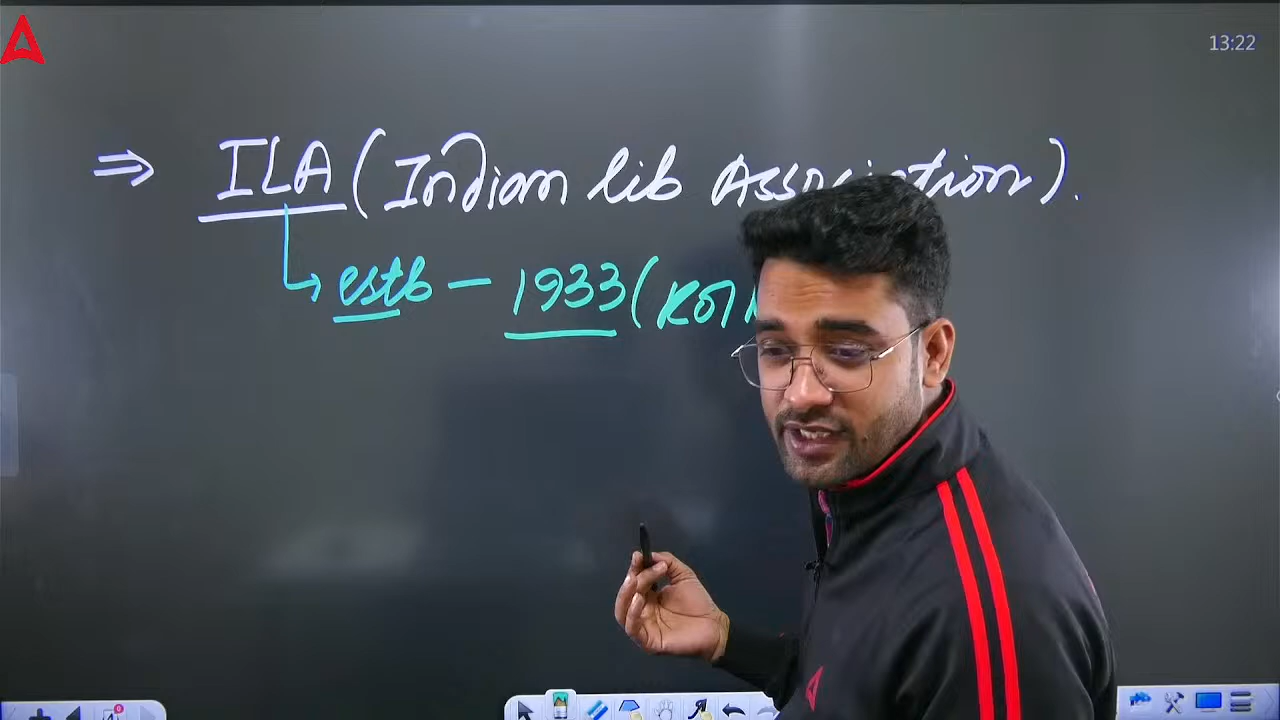 13:22
⇒ ILA (Indian lib Association).
estb - 1933 (